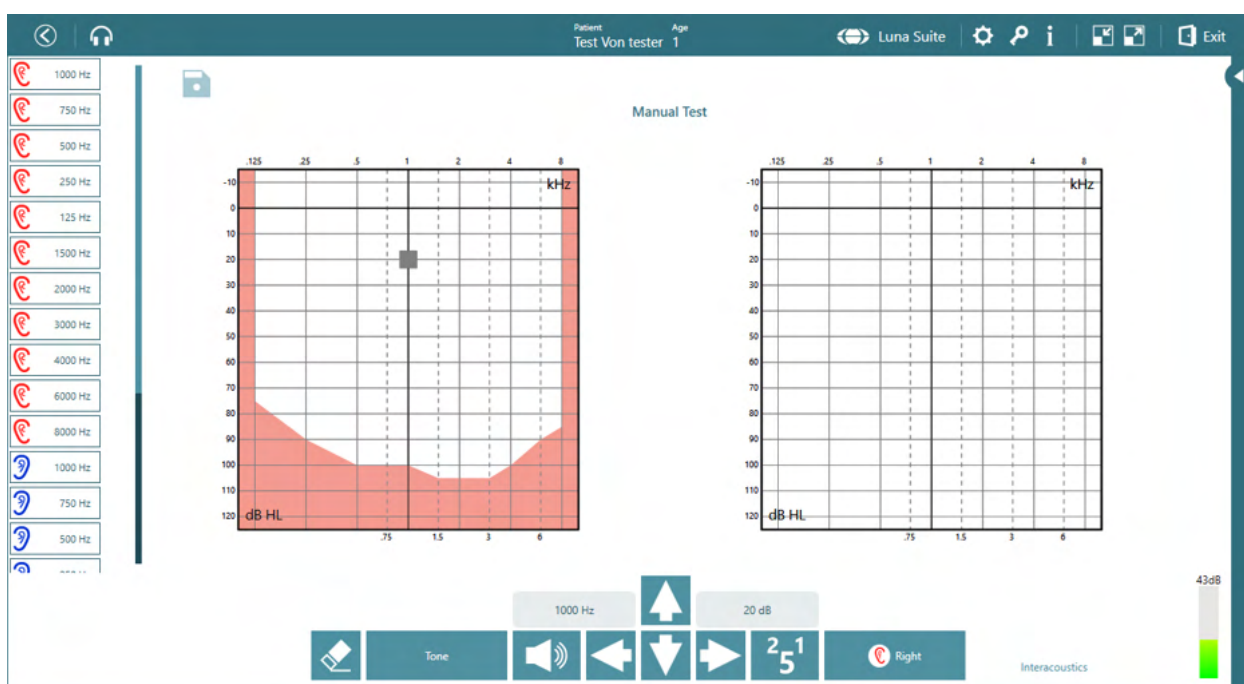 Patient Age
Test Von tester 1
Luna Suite
Exit
1000 Hz
750 Hz
500 Hz
250 Hz
125 Hz
1500 Hz
2000 Hz
3000 Hz
4000 Hz
6000 Hz
8000 Hz
1000 Hz
750 Hz
500 Hz
Manual Test
.125 .25 .5 1 2 4 8
kHz
-10
0
10
20
30
40
50
60
70
80
90
100
110
120
dB HL
.75 1.5 3 6
.125 .25 .5 1 2 4 8
kHz
-10
0
10
20
30
40
50
60
70
80
90
100
110
120
dB HL
.75 1.5 3 6
43dB
1000 Hz
20 dB
Tone
2 5 1
Right
Interacoustics